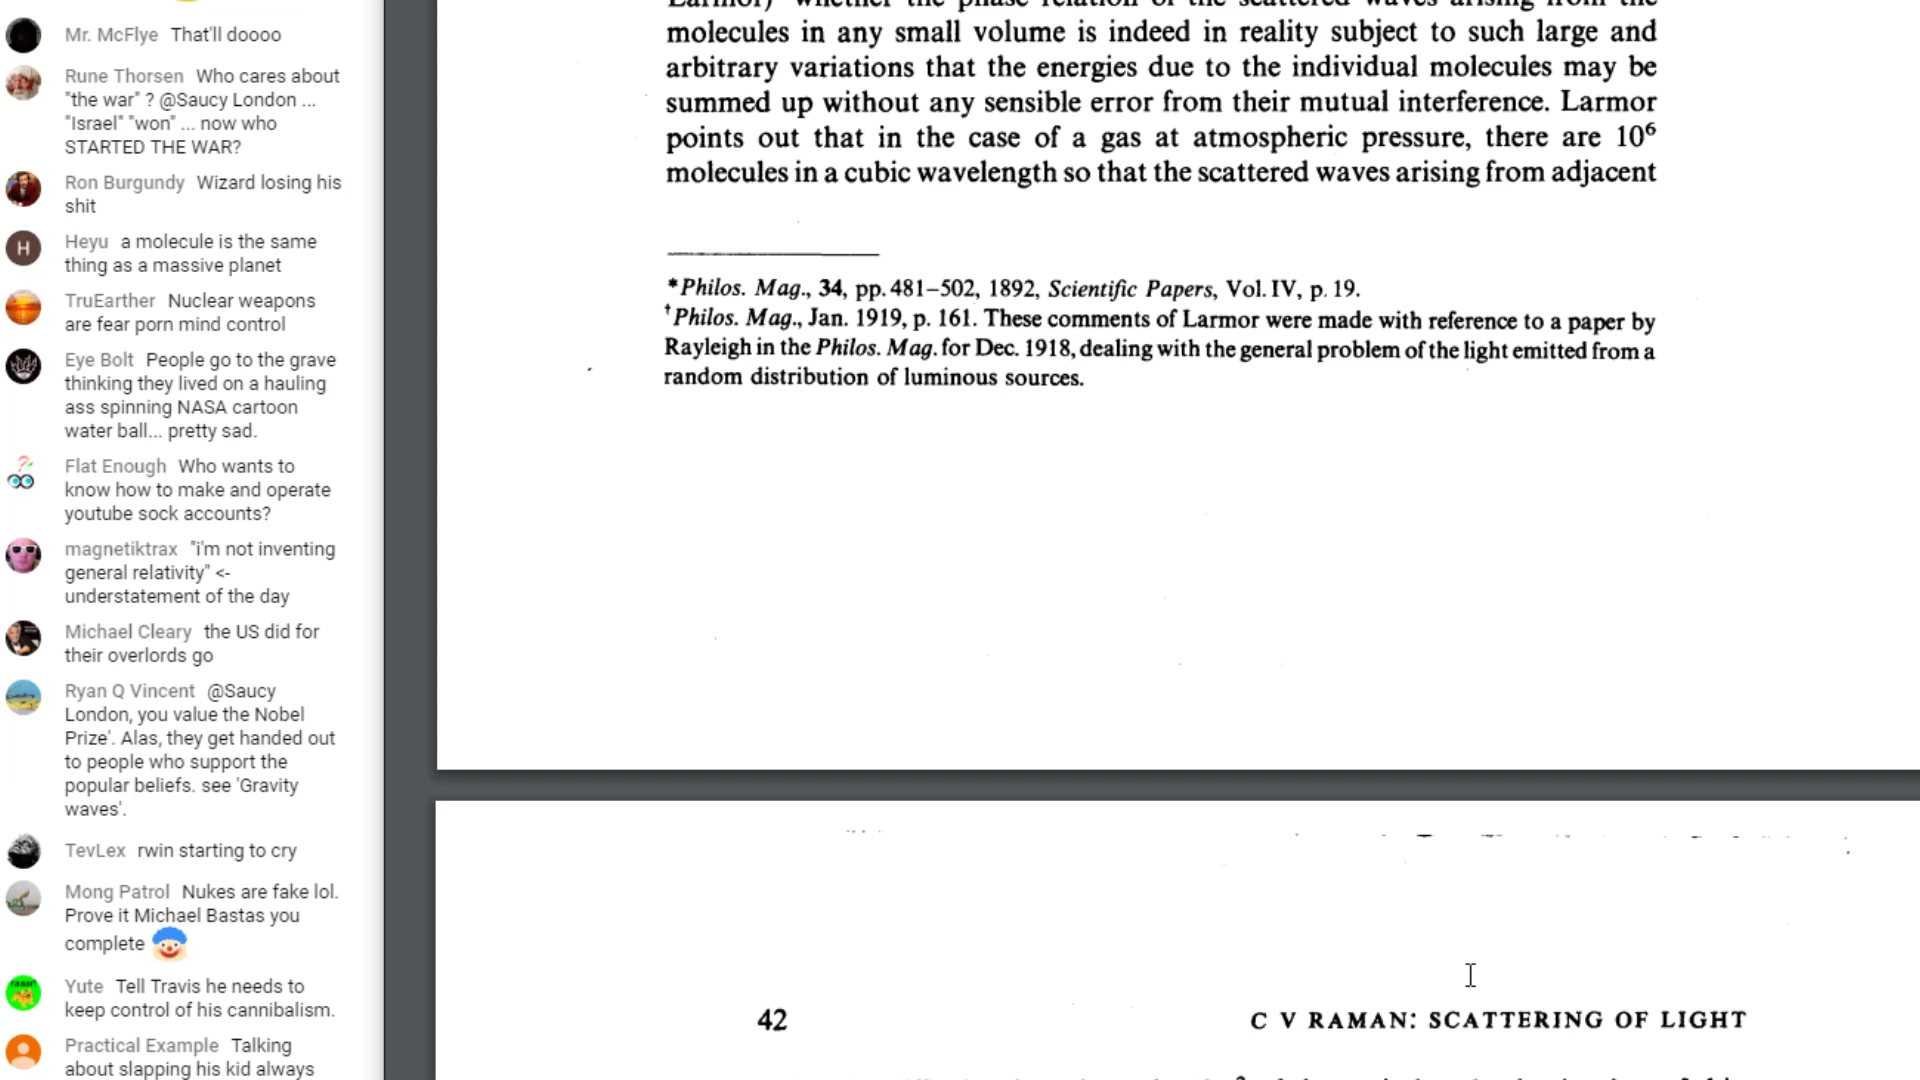 Mr. McFlye That'll doooo
Rune Thorsen Who cares about
"the war" ? @Saucy London ...
"Israel" "won" ... now who
STARTED THE WAR?
Ron Burgundy Wizard losing his
shit
H
Heyu a molecule is the same
thing as a massive planet
TruEarther Nuclear weapons
are fear porn mind control
Eye Bolt People go to the grave
thinking they lived on a hauling
ass spinning NASA cartoon
water ball... pretty sad.
Flat Enough Who wants to
know how to make and operate
youtube sock accounts?
magnetiktrax "i'm not inventing
general relativity" <-
understatement of the day
Michael Cleary the US did for
their overlords go
Ryan Q Vincent @Saucy
London, you value the Nobel
Prize'. Alas, they get handed out
to people who support the
popular beliefs. see 'Gravity
waves'.
TevLex rwin starting to cry
Mong Patrol Nukes are fake lol.
Prove it Michael Bastas you
complete
Yute Tell Travis he needs to
keep control of his cannibalism.
Practical Example Talking
about slapping his kid always
Larmor) whether the phase relation of the scattered waves arising from the
molecules in any small volume is indeed in reality subject to such large and
arbitrary variations that the energies due to the individual molecules may be
summed up without any sensible error from their mutual interference. Larmor
points out that in the case of a gas at atmospheric pressure, there are 10⁶
molecules in a cubic wavelength so that the scattered waves arising from adjacent
*Philos. Mag., 34, pp. 481–502, 1892, Scientific Papers, Vol. IV, p. 19.
†Philos. Mag., Jan. 1919, p. 161. These comments of Larmor were made with reference to a paper by
Rayleigh in the Philos. Mag. for Dec. 1918, dealing with the general problem of the light emitted from a
random distribution of luminous sources.
42 C V RAMAN: SCATTERING OF LIGHT